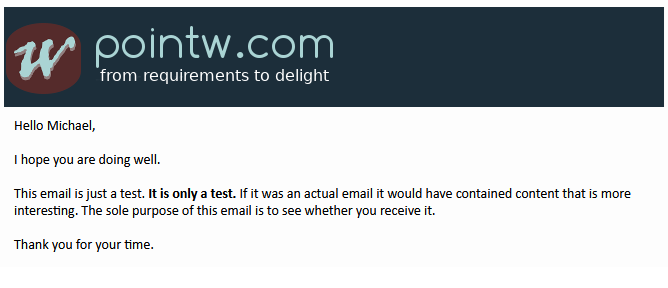 w pointw.com
from requirements to delight
Hello Michael,
I hope you are doing well.
This email is just a test. It is only a test. If it was an actual email it would have contained content that is more
interesting. The sole purpose of this email is to see whether you receive it.
Thank you for your time.